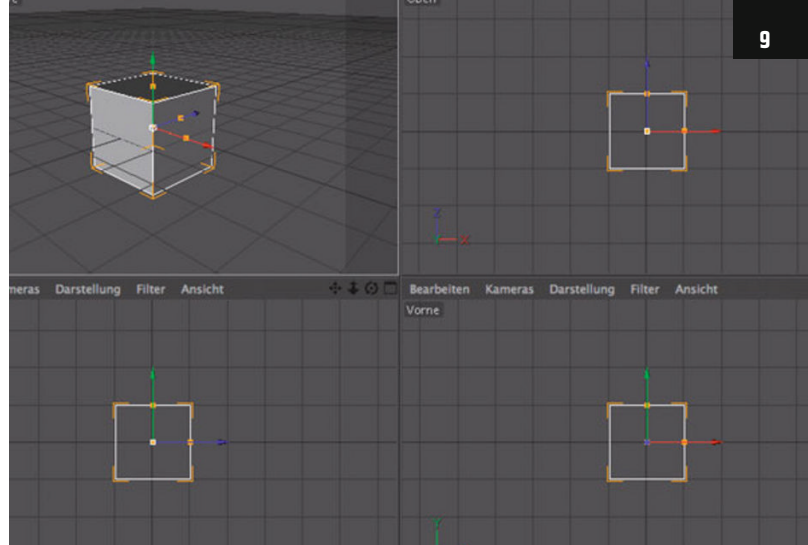 Oben
9
Z
X
meras Darstellung Filter Ansicht
Bearbeiten Kameras Darstellung Filter Ansicht
Vorne
Y